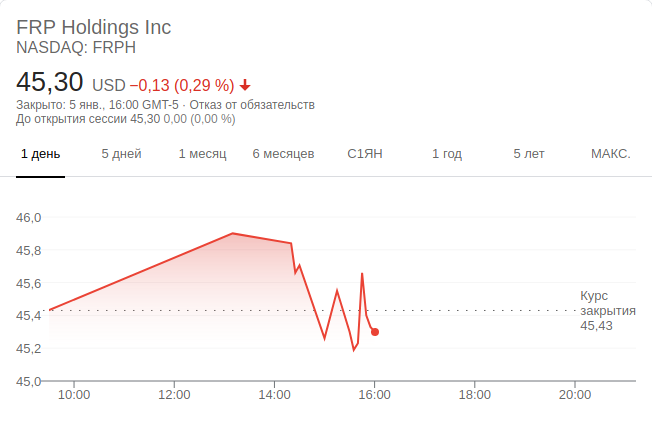 FRP Holdings Inc
NASDAQ: FRPH
45,30 USD −0,13 (0,29 %)
Закрыто: 5 янв., 16:00 GMT-5 · Отказ от обязательств
До открытия сессии 45,30 0,00 (0,00 %)
1 день 5 дней 1 месяц 6 месяцев С1ЯН 1 год 5 лет МАКС.
46,0
45,8
45,6
45,4
45,2
45,0
Курс
закрытия
45,43
10:00 12:00 14:00 16:00 18:00 20:00